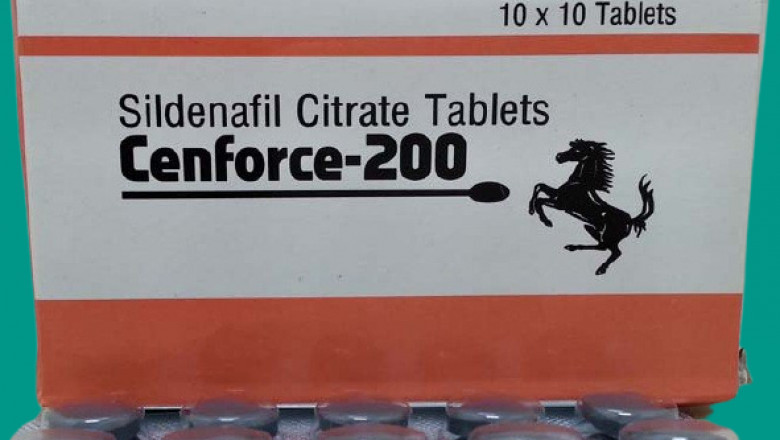 10 x 10 Tablets
Sildenafil Citrate Tablets
Cenforce-200